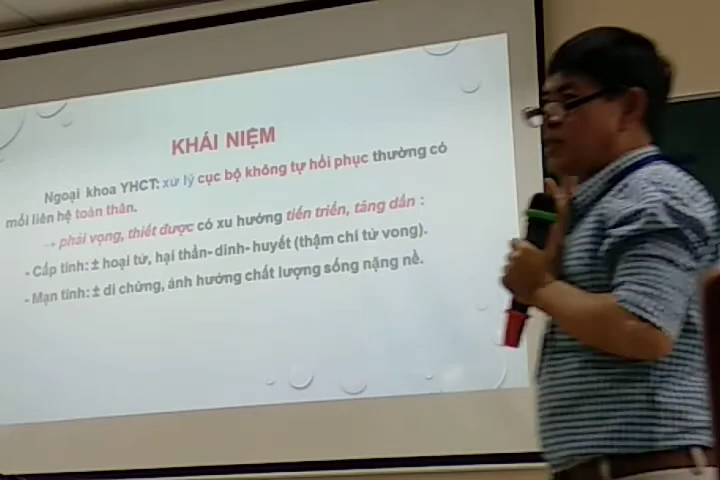 KHÁI NIỆM
Ngoại khoa YHCT: xử lý cục bộ không tự hồi phục thường có
mối liên hệ toàn thân.
→ phải vọng, thiết được có xu hướng tiến triển, tăng dần :
- Cấp tính: ± hoại tử, hại thần- dinh- huyết (thậm chí tử vong).
- Mạn tính: ± di chứng, ảnh hưởng chất lượng sống nặng nề.